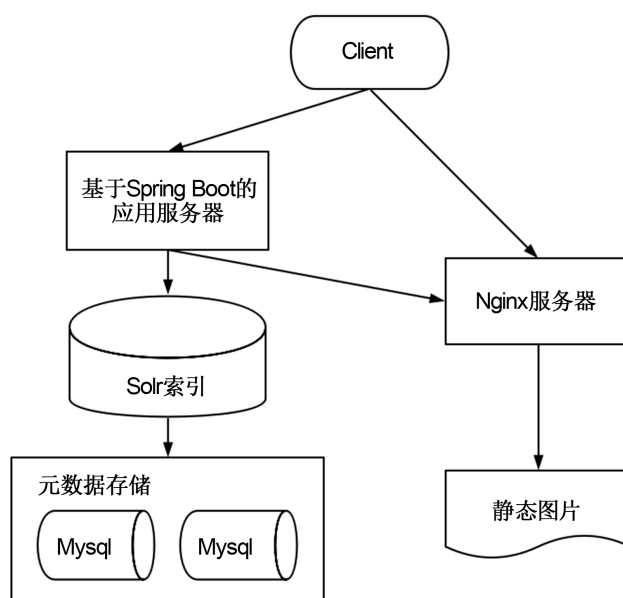 Client
基于Spring Boot的
应用服务器
Nginx服务器
Solr索引
元数据存储
Mysql
Mysql
静态图片